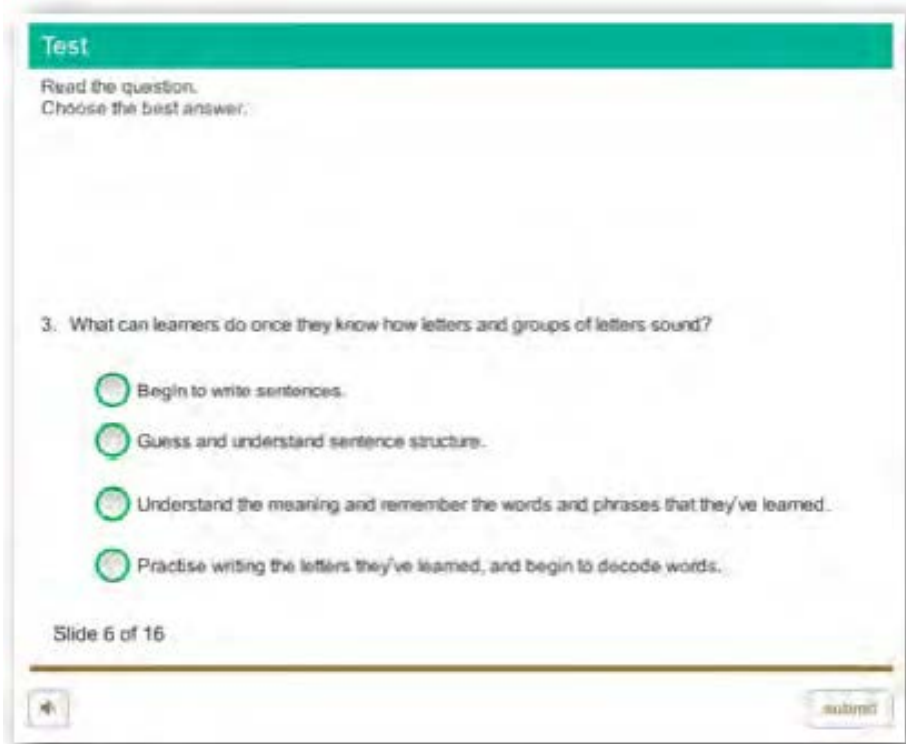 Test
Read the question.
Choose the best answer.
3. What can learners do once they know how letters and groups of letters sound?
Begin to write sentences.
Guess and understand sentence structure.
Understand the meaning and remember the words and phrases that they've learned.
Practise writing the letters they've learned, and begin to decode words.
Slide 6 of 16
submit